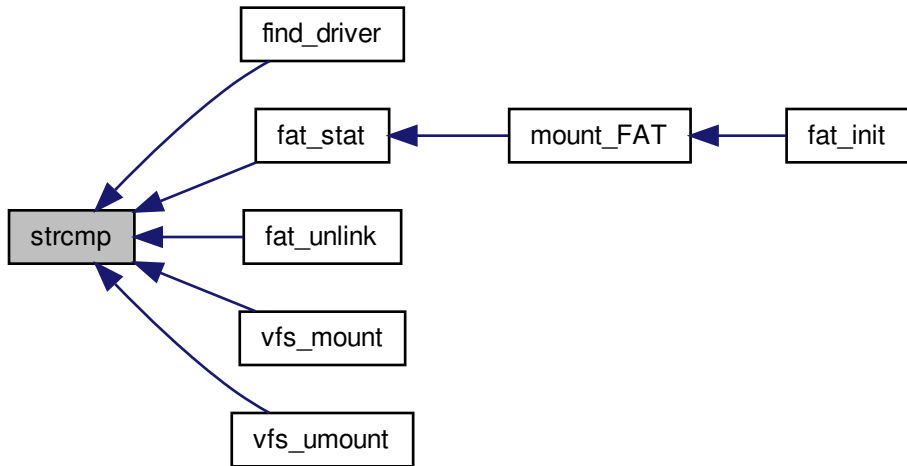 find_driver
fat_stat
mount_FAT
fat_init
strcmp
fat_unlink
vfs_mount
vfs_umount